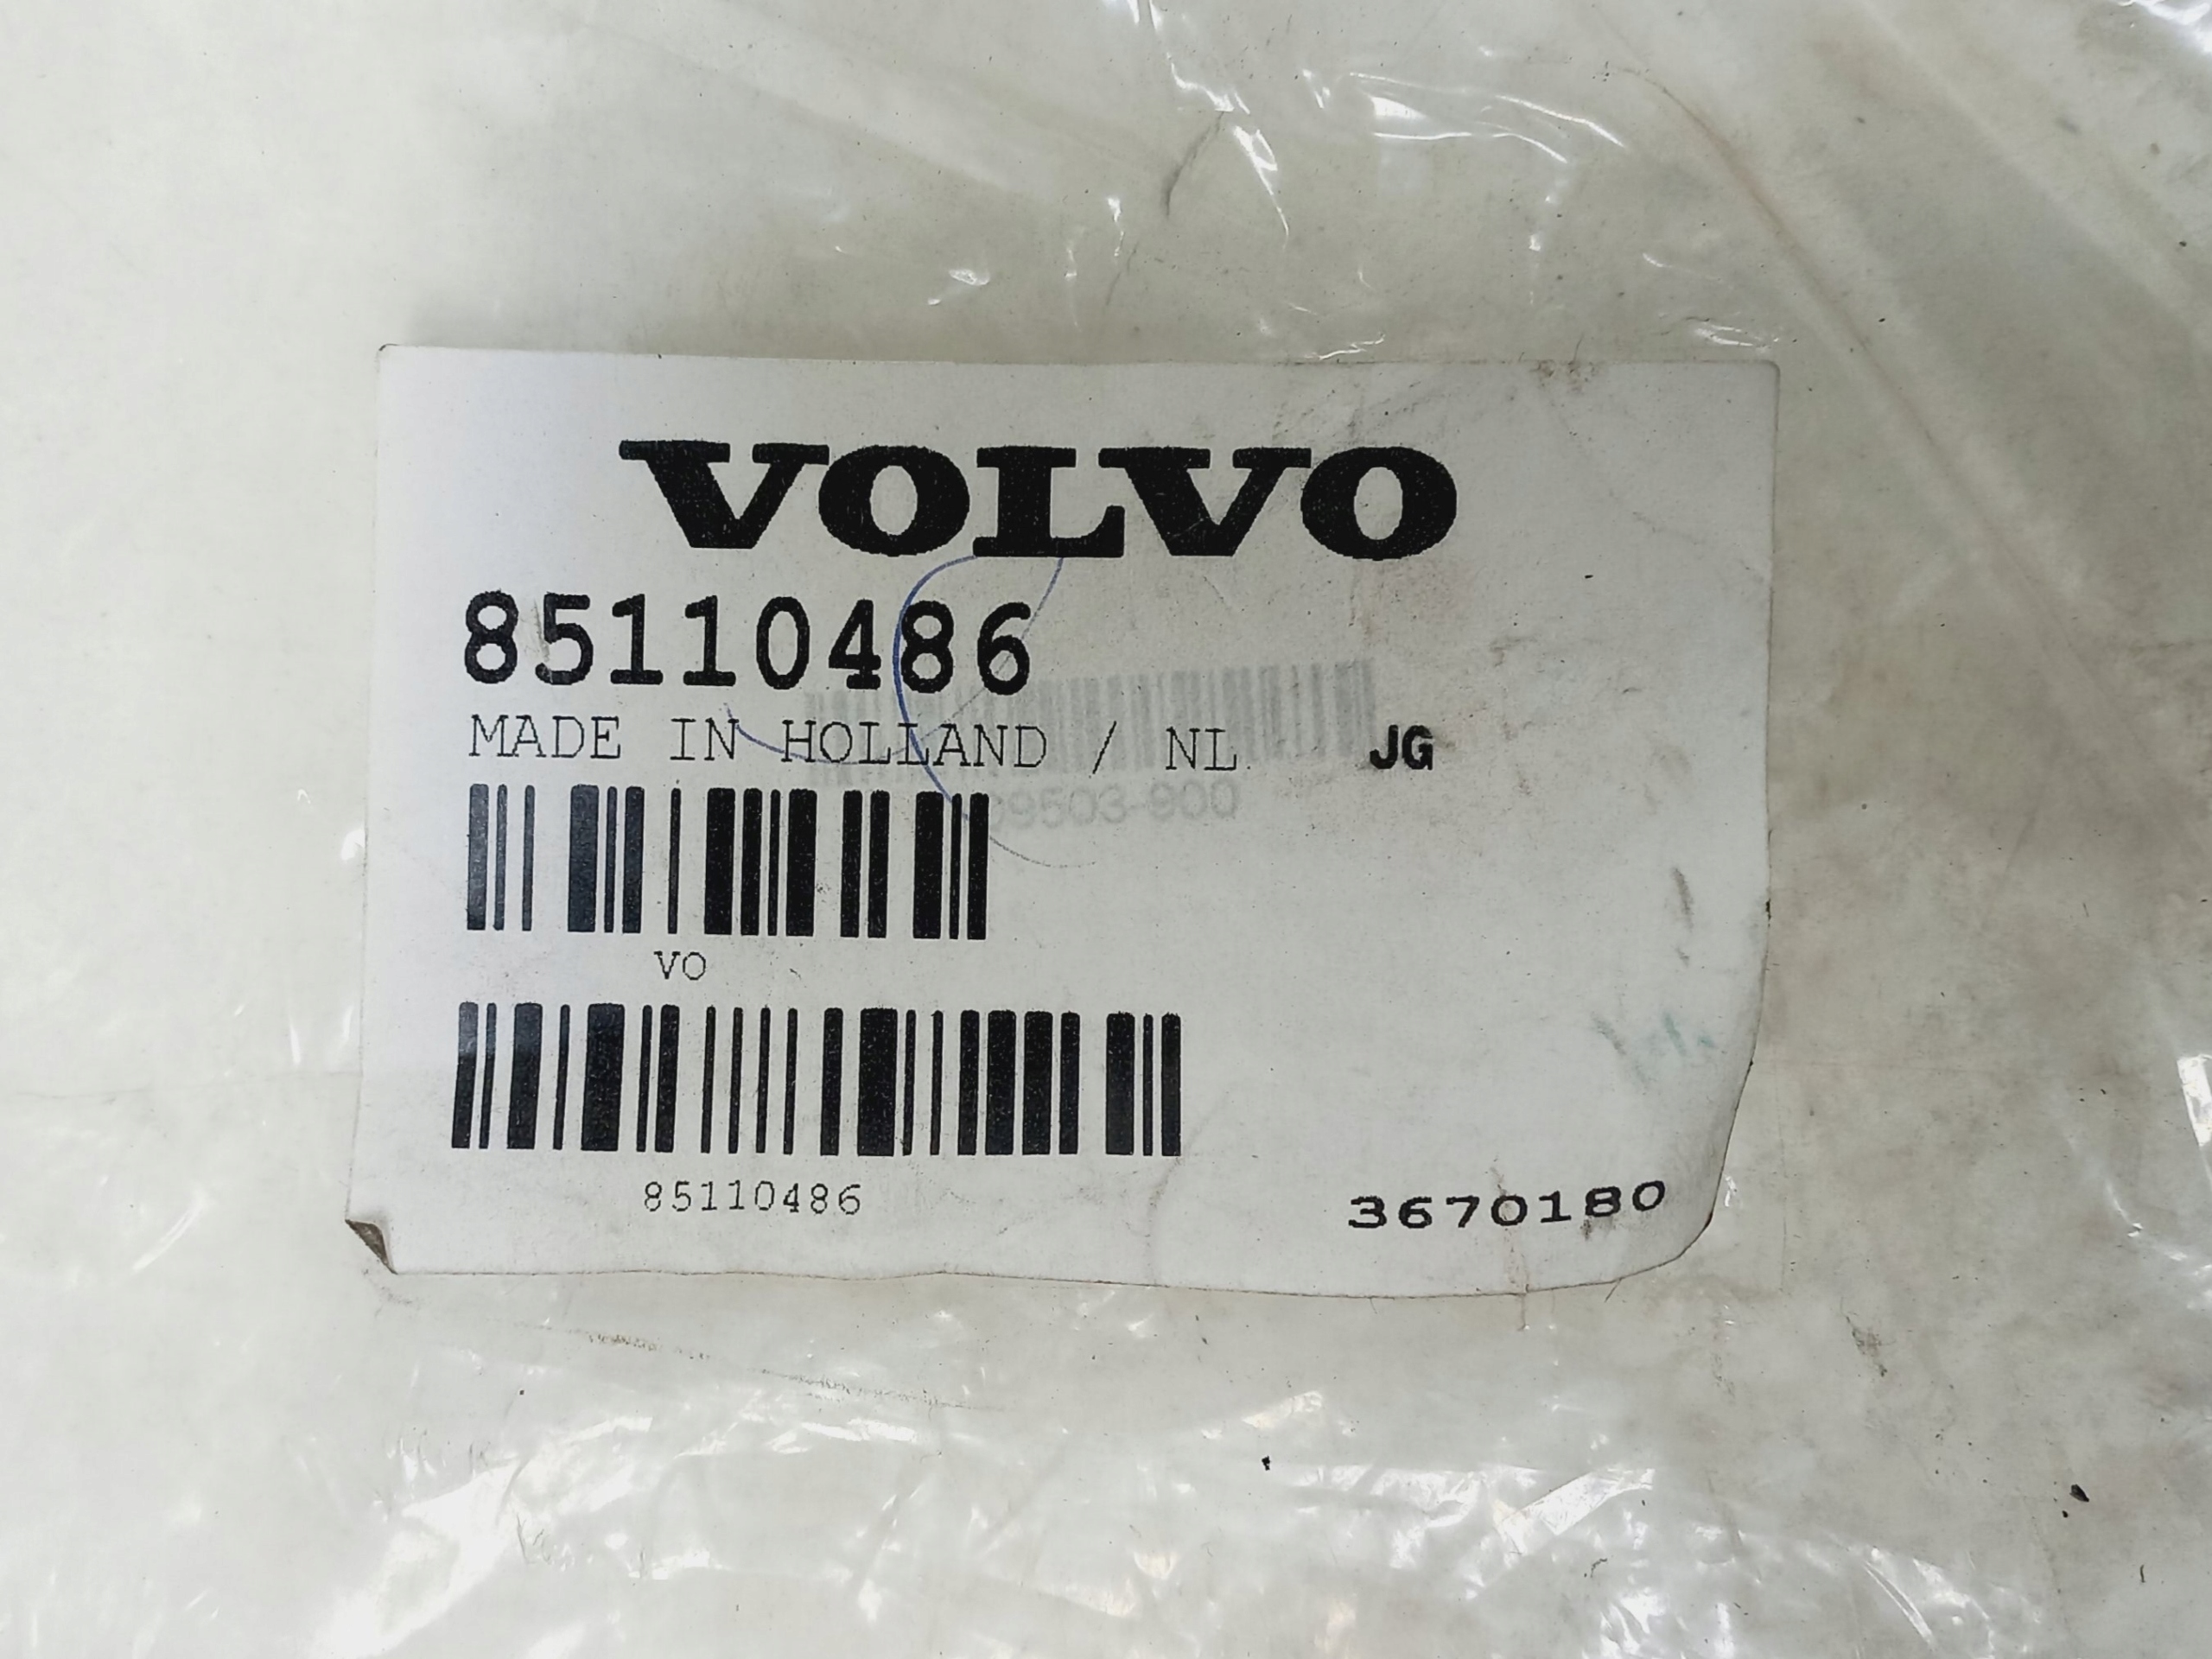 VOLVO
85110486
MADE IN HOLLAND / NL JG
VO
85110486
3670180